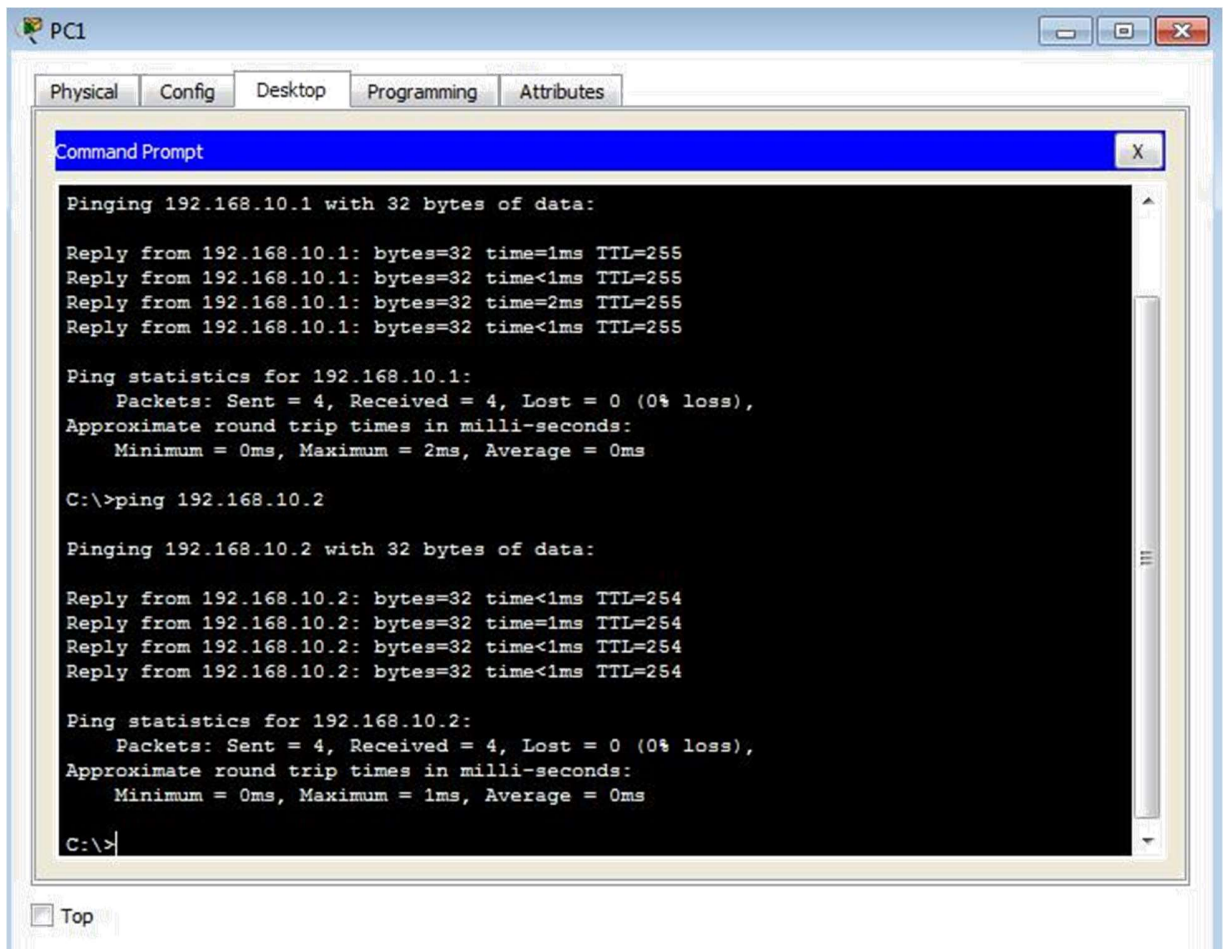 PC1
Physical Config Desktop Programming Attributes
Command Prompt X
Pinging 192.168.10.1 with 32 bytes of data:
Reply from 192.168.10.1: bytes=32 time=1ms TTL=255
Reply from 192.168.10.1: bytes=32 time<1ms TTL=255
Reply from 192.168.10.1: bytes=32 time=2ms TTL=255
Reply from 192.168.10.1: bytes=32 time<1ms TTL=255
Ping statistics for 192.168.10.1:
Packets: Sent = 4, Received = 4, Lost = 0 (0% loss),
Approximate round trip times in milli-seconds:
Minimum = 0ms, Maximum = 2ms, Average = 0ms
C:\>ping 192.168.10.2
Pinging 192.168.10.2 with 32 bytes of data:
Reply from 192.168.10.2: bytes=32 time<1ms TTL=254
Reply from 192.168.10.2: bytes=32 time=1ms TTL=254
Reply from 192.168.10.2: bytes=32 time<1ms TTL=254
Reply from 192.168.10.2: bytes=32 time<1ms TTL=254
Ping statistics for 192.168.10.2:
Packets: Sent = 4, Received = 4, Lost = 0 (0% loss),
Approximate round trip times in milli-seconds:
Minimum = 0ms, Maximum = 1ms, Average = 0ms
C:\>
Top